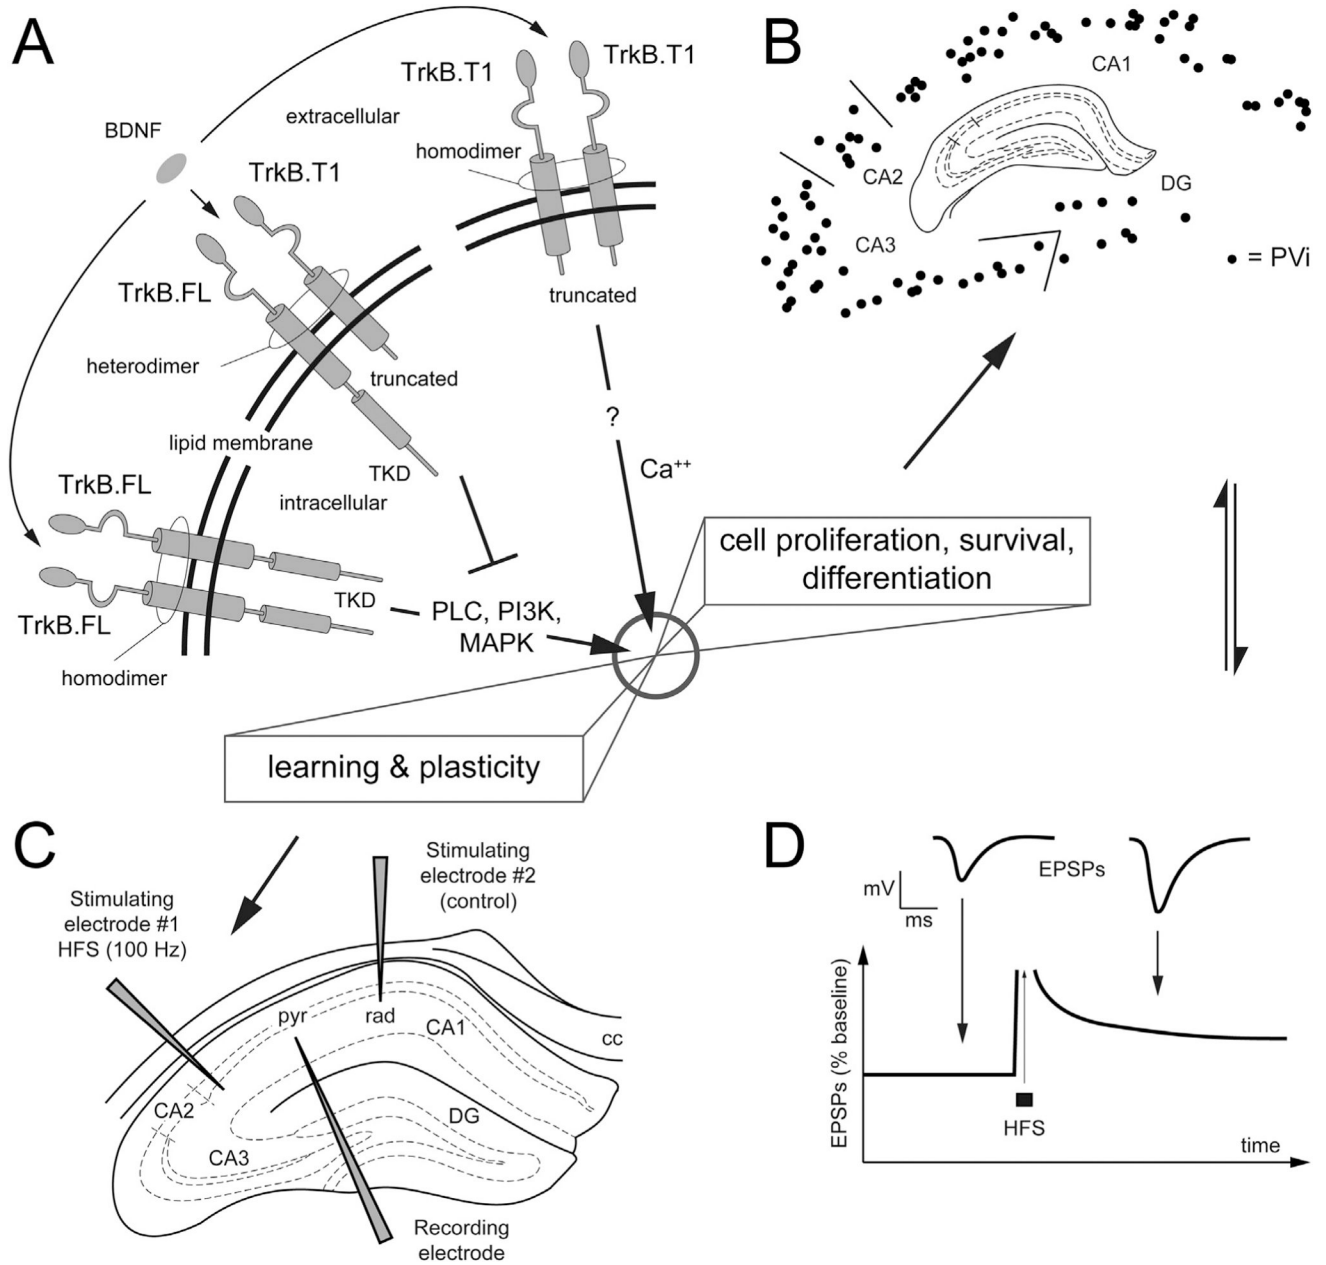 A
TrkB.T1
TrkB.T1
extracellular
BDNF
homodimer
TrkB.T1
TrkB.FL
truncated
heterodimer
truncated
lipid membrane
TKD
?
Ca++
intracellular
TrkB.FL
TKD
TrkB.FL
homodimer
PLC, PI3K,
MAPK
cell proliferation, survival,
differentiation
learning & plasticity
B
CA1
CA2
DG
CA3
= PVi
C
Stimulating
electrode #2
(control)
Stimulating
electrode #1
HFS (100 Hz)
pyr
rad
CA1
cc
CA2
DG
CA3
Recording
electrode
D
EPSPs
mV
ms
EPSPs (% baseline)
HFS
time